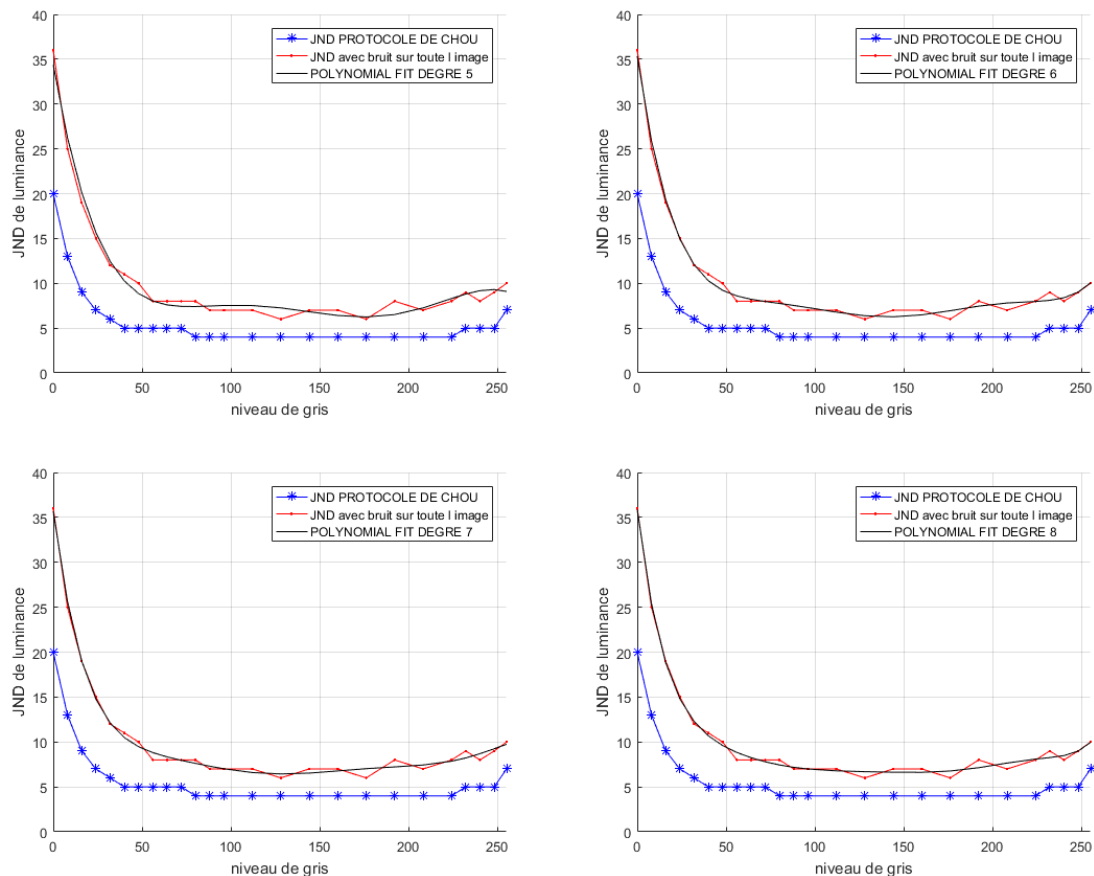 JND PROTOCOLE DE CHOU
JND avec bruit sur toute l image
POLYNOMIAL FIT DEGRE 5
JND de luminance
40
35
30
25
20
15
10
5
0
0 50 100 150 200 250
niveau de gris
JND PROTOCOLE DE CHOU
JND avec bruit sur toute l image
POLYNOMIAL FIT DEGRE 6
JND de luminance
40
35
30
25
20
15
10
5
0
0 50 100 150 200 250
niveau de gris
JND PROTOCOLE DE CHOU
JND avec bruit sur toute l image
POLYNOMIAL FIT DEGRE 7
JND de luminance
40
35
30
25
20
15
10
5
0
0 50 100 150 200 250
niveau de gris
JND PROTOCOLE DE CHOU
JND avec bruit sur toute l image
POLYNOMIAL FIT DEGRE 8
JND de luminance
40
35
30
25
20
15
10
5
0
0 50 100 150 200 250
niveau de gris